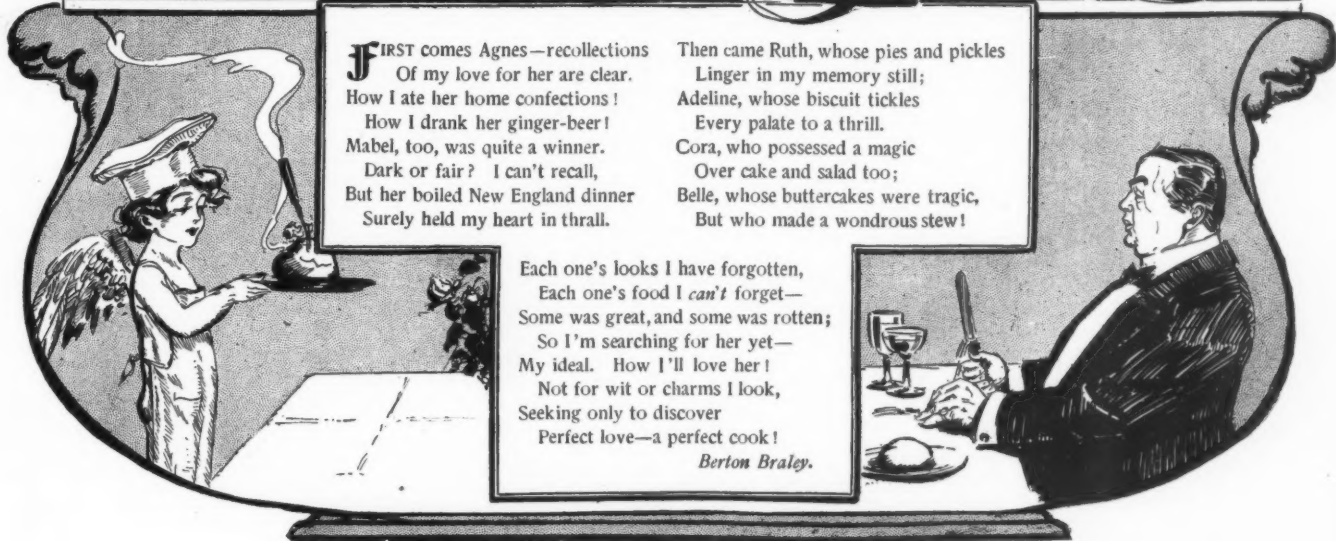 FIRST comes Agnes—recollections
Of my love for her are clear.
How I ate her home confections!
How I drank her ginger-beer!
Mabel, too, was quite a winner.
Dark or fair? I can't recall,
But her boiled New England dinner
Surely held my heart in thrall.
Then came Ruth, whose pies and pickles
Linger in my memory still;
Adeline, whose biscuit tickles
Every palate to a thrill.
Cora, who possessed a magic
Over cake and salad too;
Belle, whose buttercakes were tragic,
But who made a wondrous stew!
Each one's looks I have forgotten,
Each one's food I can't forget—
Some was great, and some was rotten;
So I'm searching for her yet—
My ideal. How I'll love her!
Not for wit or charms I look,
Seeking only to discover
Perfect love—a perfect cook!
Berton Braley.